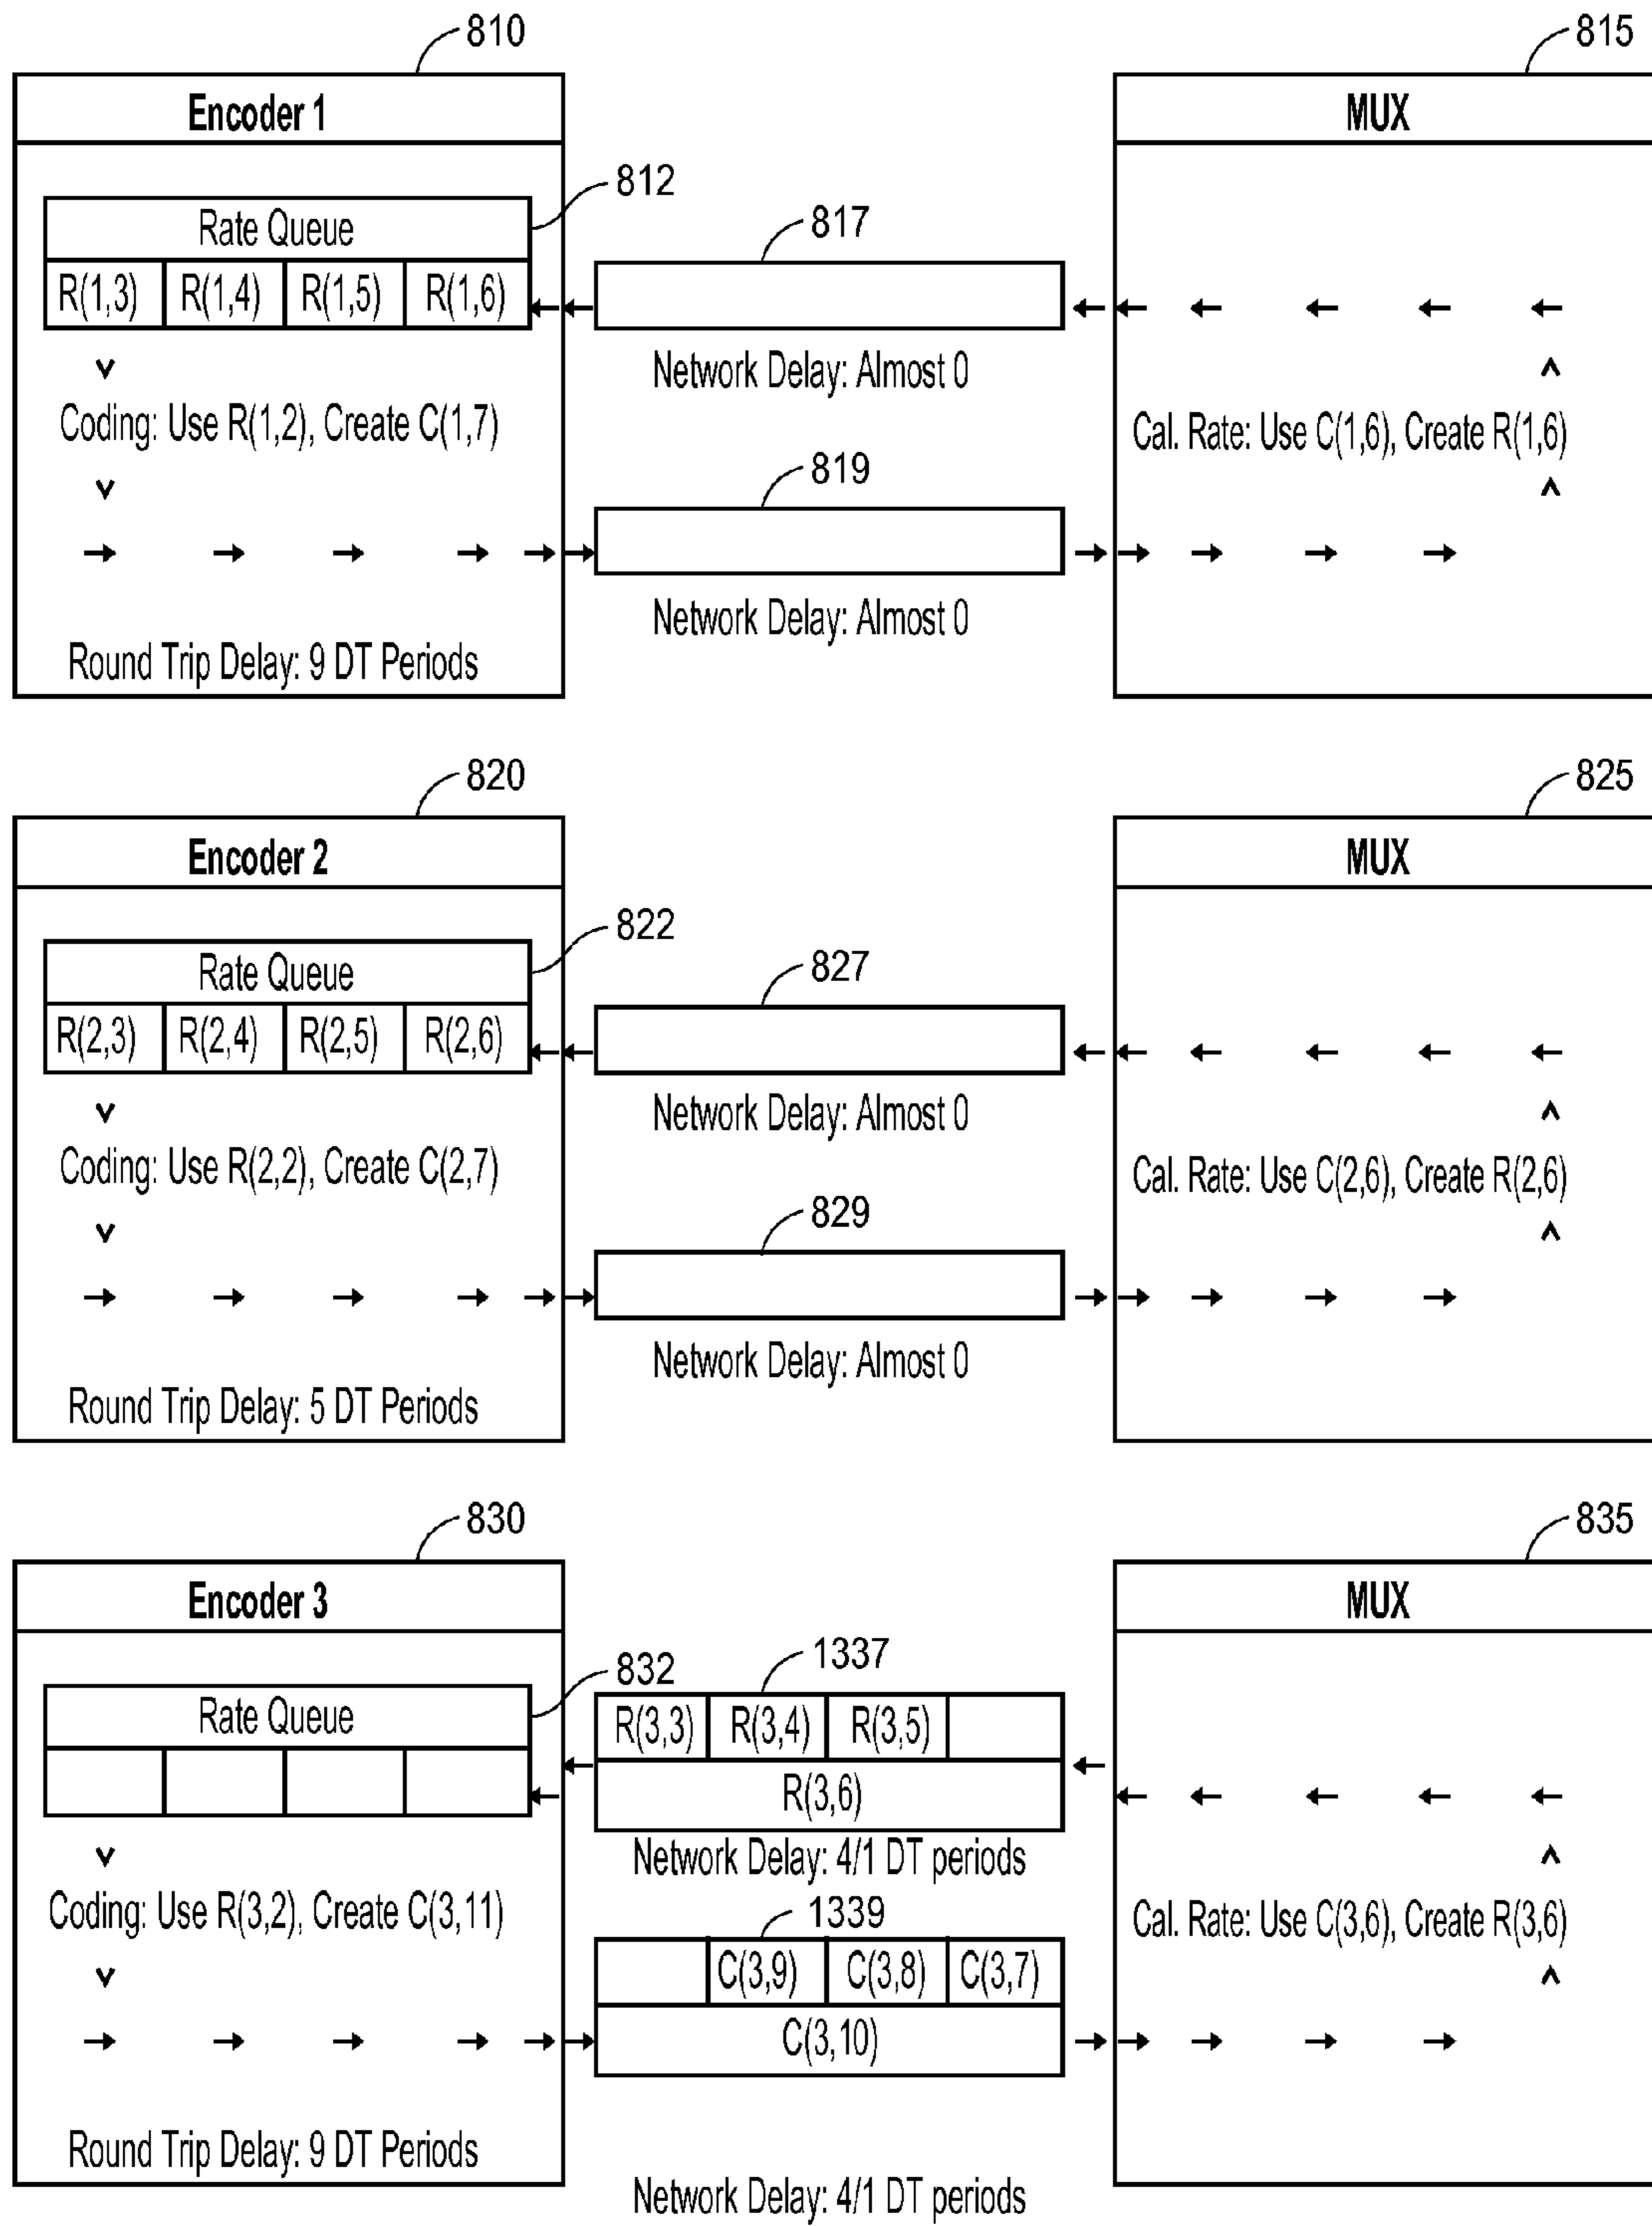 810
815
Encoder 1
MUX
812
Rate Queue
817
R(1,3) R(1,4) R(1,5) R(1,6)
Network Delay: Almost 0
Coding: Use R(1,2), Create C(1,7)
Cal. Rate: Use C(1,6), Create R(1,6)
819
Network Delay: Almost 0
Round Trip Delay: 9 DT Periods
820
825
Encoder 2
MUX
822
Rate Queue
827
R(2,3) R(2,4) R(2,5) R(2,6)
Network Delay: Almost 0
Coding: Use R(2,2), Create C(2,7)
Cal. Rate: Use C(2,6), Create R(2,6)
829
Network Delay: Almost 0
Round Trip Delay: 5 DT Periods
830
835
Encoder 3
MUX
832
1337
Rate Queue
R(3,3) R(3,4) R(3,5)
R(3,6)
Network Delay: 4/1 DT periods
Coding: Use R(3,2), Create C(3,11)
Cal. Rate: Use C(3,6), Create R(3,6)
1339
C(3,9) C(3,8) C(3,7)
C(3,10)
Round Trip Delay: 9 DT Periods
Network Delay: 4/1 DT periods